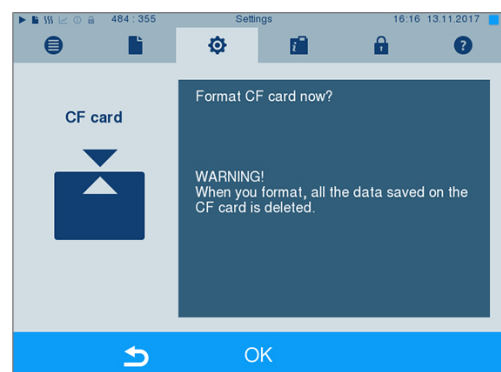 484 : 355 Settings 16:16 13.11.2017
CF card
Format CF card now?
WARNING!
When you format, all the data saved on the
CF card is deleted.
OK